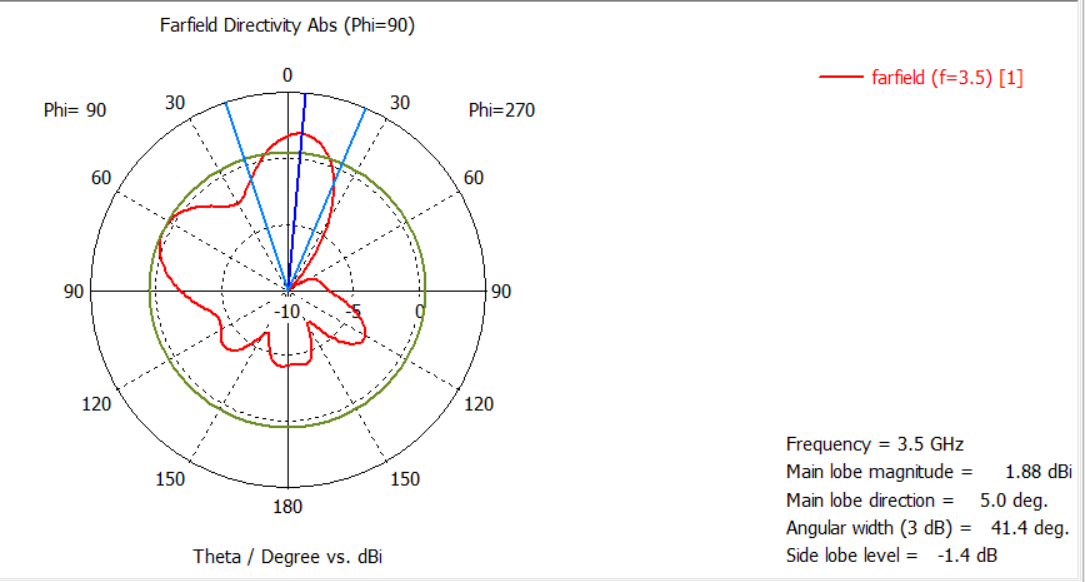 Farfield Directivity Abs (Phi=90)
farfield (f=3.5) [1]
0
Phi= 90
30
30
Phi=270
60
60
90
-10
-5
0
90
120
120
150
150
180
Theta / Degree vs. dBi
Frequency = 3.5 GHz
Main lobe magnitude = 1.88 dBi
Main lobe direction = 5.0 deg.
Angular width (3 dB) = 41.4 deg.
Side lobe level = -1.4 dB